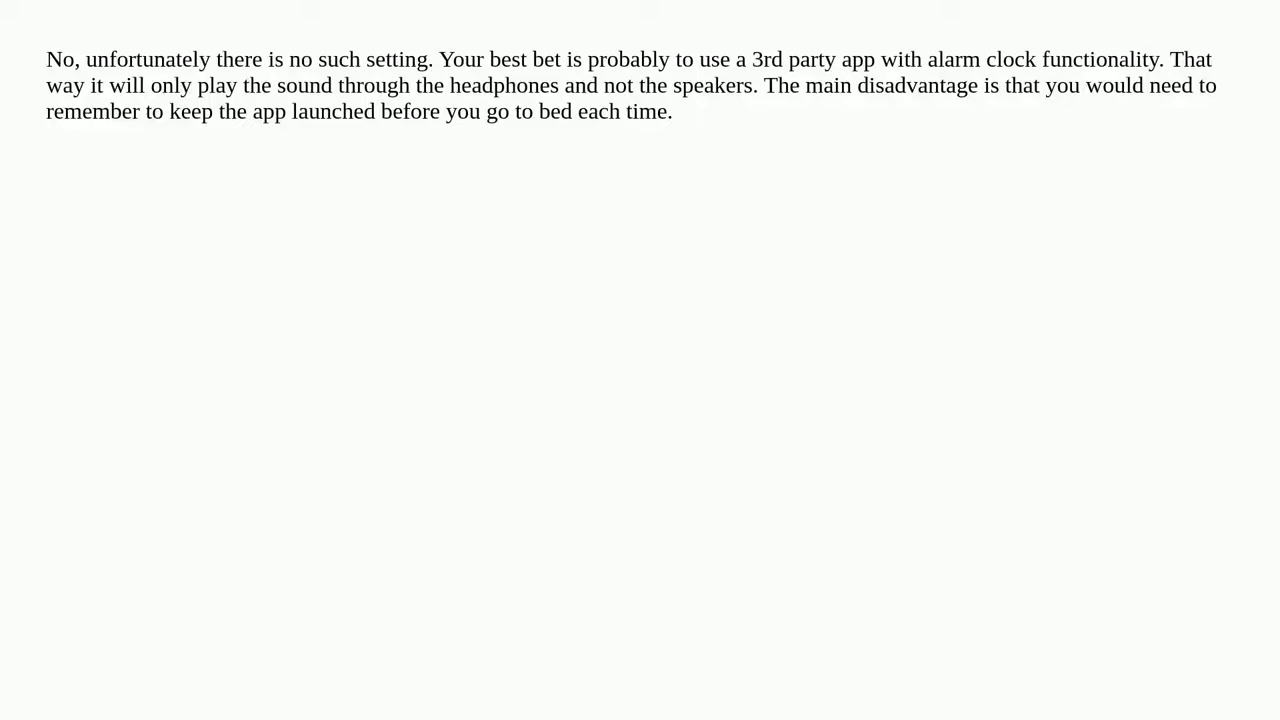 No, unfortunately there is no such setting. Your best bet is probably to use a 3rd party app with alarm clock functionality. That
way it will only play the sound through the headphones and not the speakers. The main disadvantage is that you would need to
remember to keep the app launched before you go to bed each time.